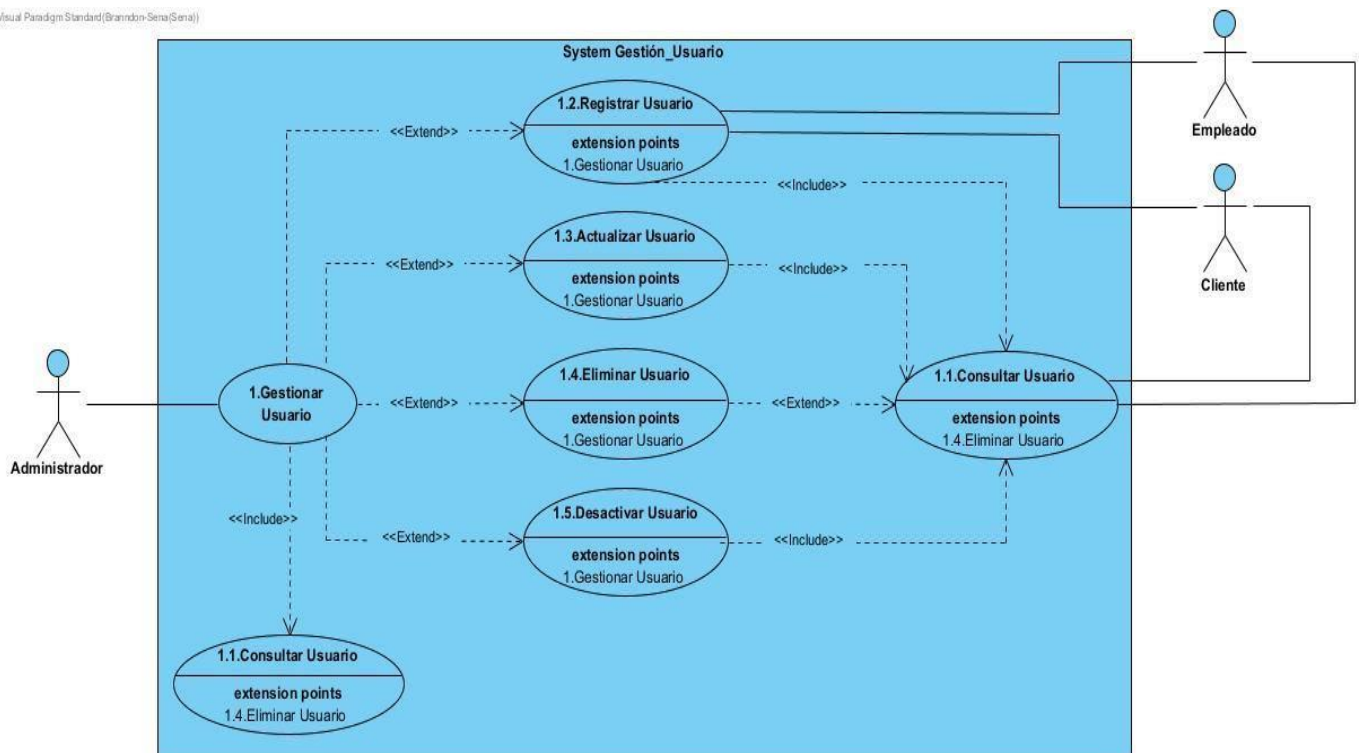 Visual Paradigm Standard(Branndon-Sena(Sena))
System Gestión_Usuario
1.2.Registrar Usuario
extension points
1.Gestionar Usuario
<<Extend>>
<<Include>>
Empleado
1.3.Actualizar Usuario
extension points
1.Gestionar Usuario
<<Extend>>
<<Include>>
Cliente
1.Gestionar
Usuario
Administrador
1.4.Eliminar Usuario
extension points
1.Gestionar Usuario
<<Extend>>
<<Extend>>
1.1.Consultar Usuario
extension points
1.4.Eliminar Usuario
1.5.Desactivar Usuario
extension points
1.Gestionar Usuario
<<Include>>
<<Extend>>
<<Include>>
1.1.Consultar Usuario
extension points
1.4.Eliminar Usuario